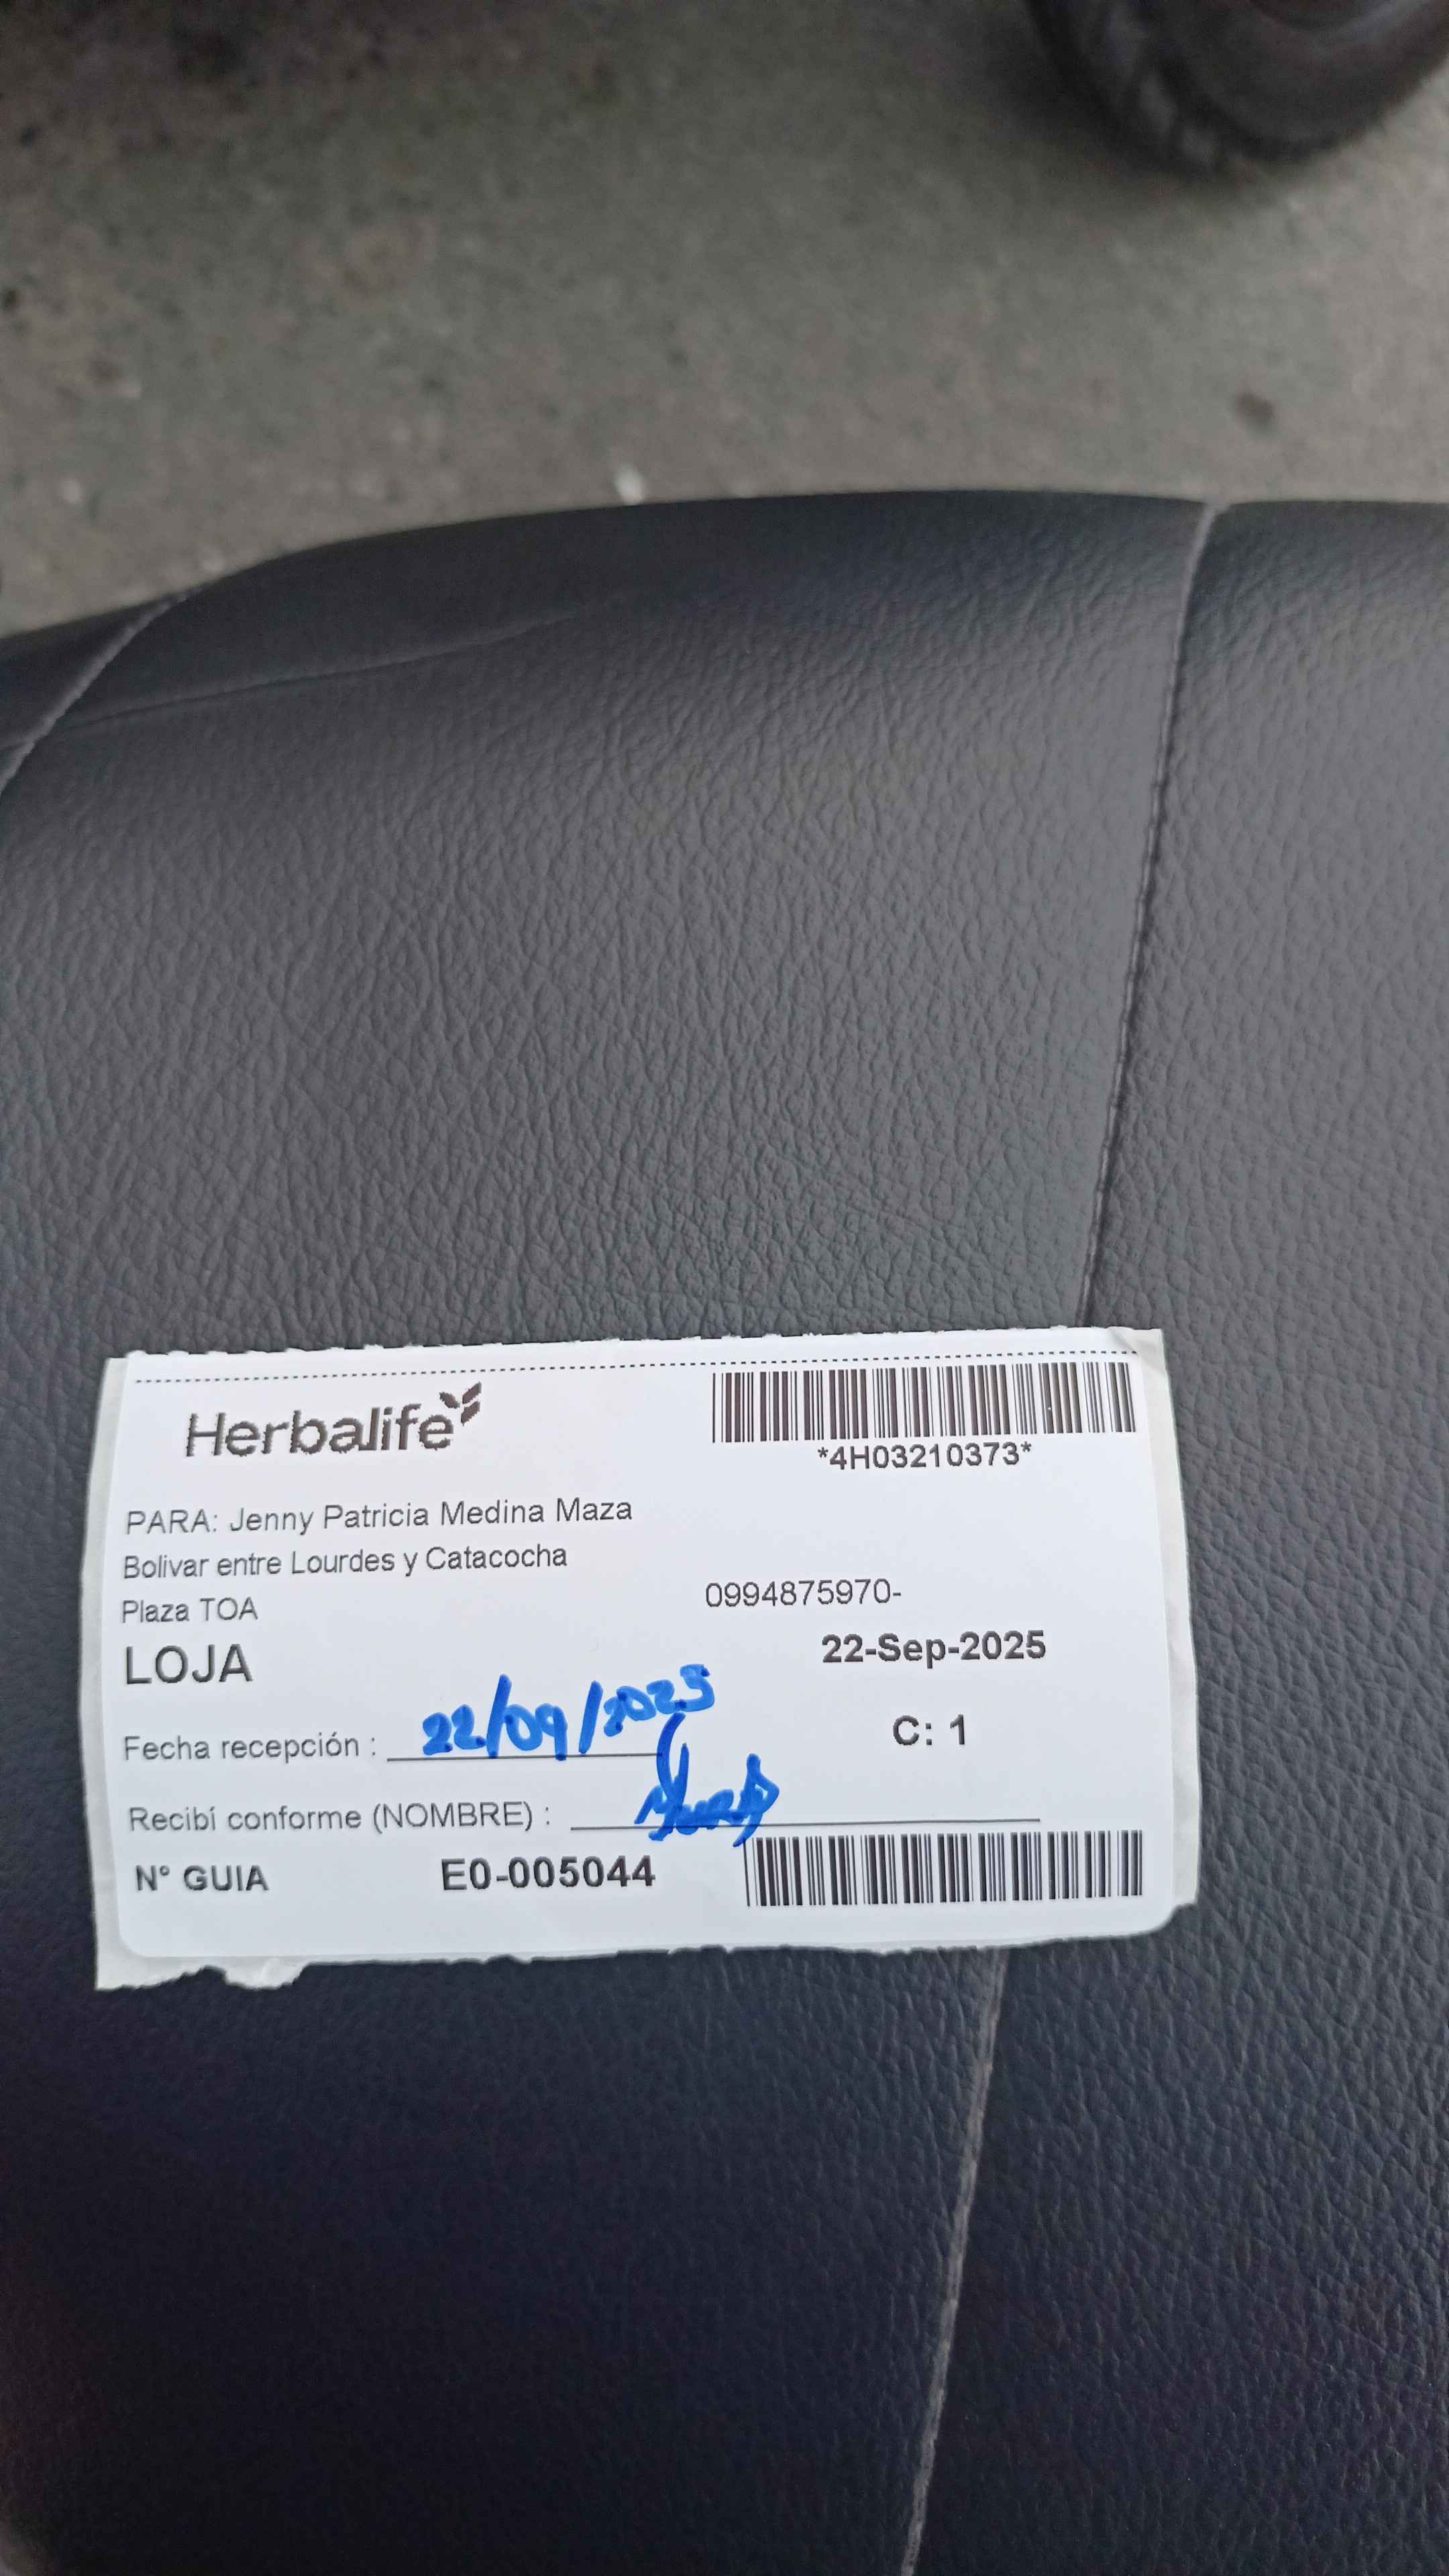 Herbalife
*4H03210373*
PARA: Jenny Patricia Medina Maza
Bolivar entre Lourdes y Catacocha
Plaza TOA
0994875970-
LOJA
22-Sep-2025
Fecha recepción : 22/09/2025
C: 1
Recibí conforme (NOMBRE) :
N° GUIA E0-005044